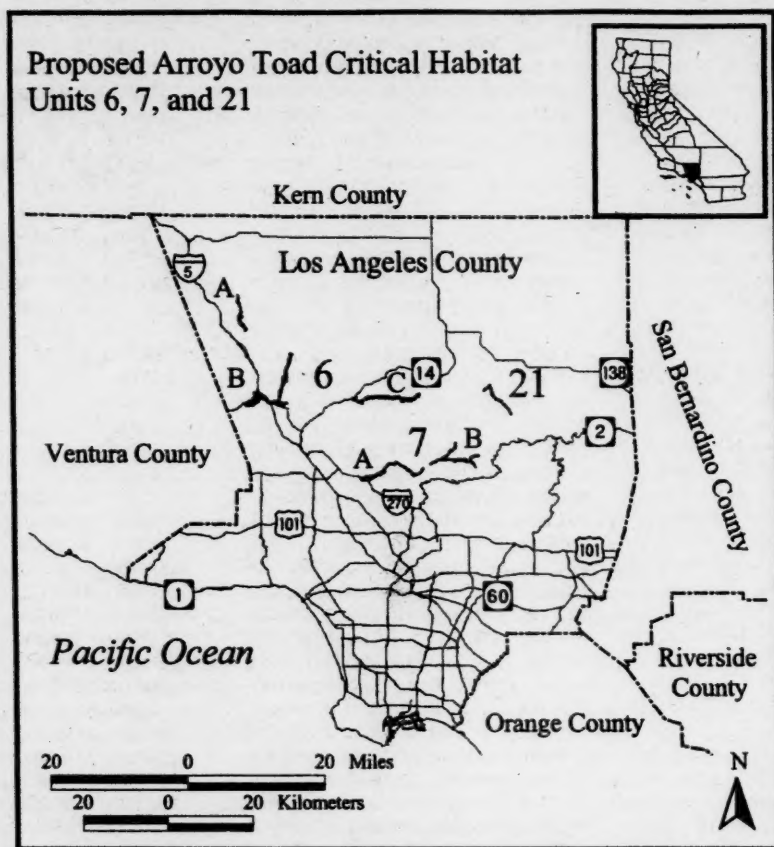 Proposed Arroyo Toad Critical Habitat
Units 6, 7, and 21
Kern County
Los Angeles County
5
A
San Bernardino County
B
6
C
14
21
138
Ventura County
A
7
B
2
270
101
101
1
60
Pacific Ocean
Riverside
County
Orange County
20 0 20 Miles
20 0 20 Kilometers
N